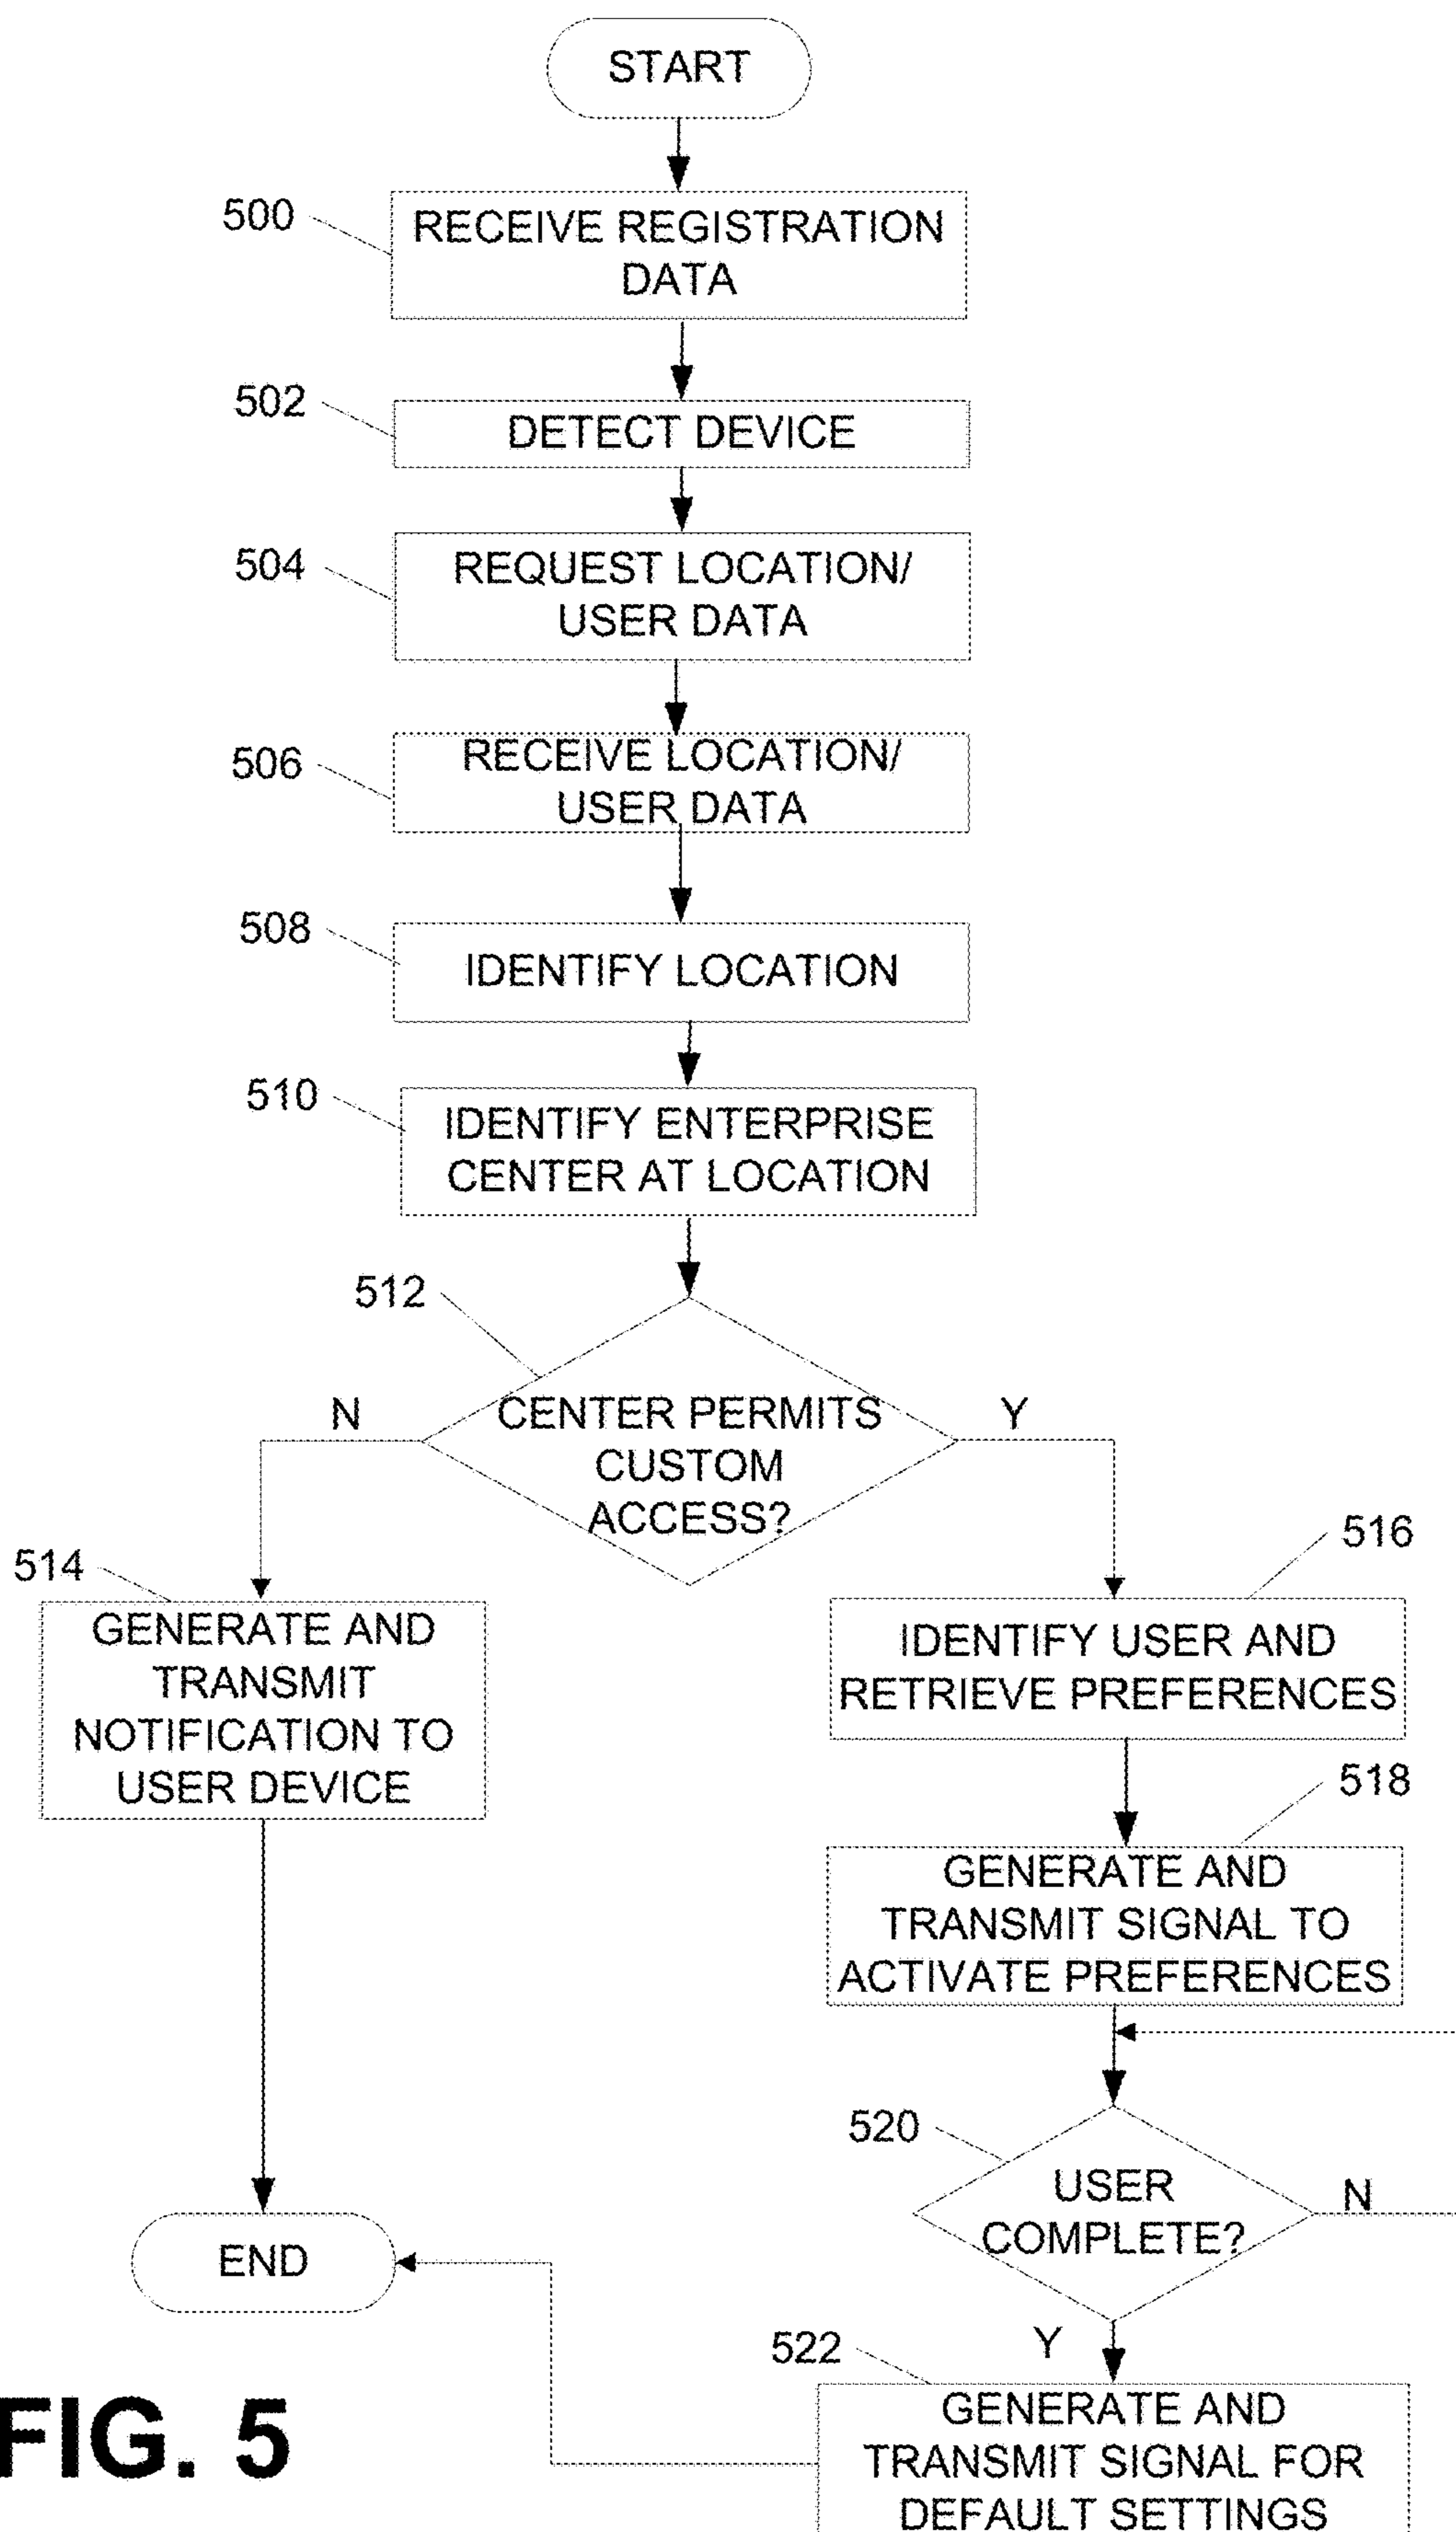 START
500
RECEIVE REGISTRATION
DATA
502
DETECT DEVICE
504
REQUEST LOCATION/
USER DATA
506
RECEIVE LOCATION/
USER DATA
508
IDENTIFY LOCATION
510
IDENTIFY ENTERPRISE
CENTER AT LOCATION
512
N
CENTER PERMITS
CUSTOM
ACCESS?
Y
514
GENERATE AND
TRANSMIT
NOTIFICATION TO
USER DEVICE
516
IDENTIFY USER AND
RETRIEVE PREFERENCES
518
GENERATE AND
TRANSMIT SIGNAL TO
ACTIVATE PREFERENCES
520
USER
COMPLETE?
N
END
Y
522
GENERATE AND
TRANSMIT SIGNAL FOR
DEFAULT SETTINGS
FIG. 5